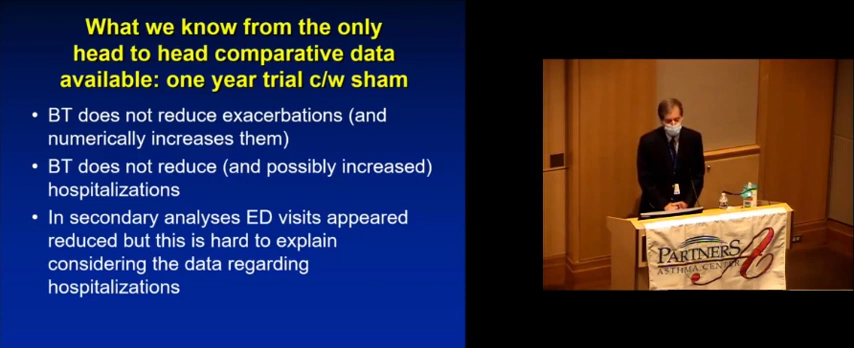 What we know from the only
head to head comparative data
available: one year trial c/w sham
• BT does not reduce exacerbations (and
numerically increases them)
• BT does not reduce (and possibly increased)
hospitalizations
• In secondary analyses ED visits appeared
reduced but this is hard to explain
considering the data regarding
hospitalizations
PARTNERS
ASTHMA CENTER